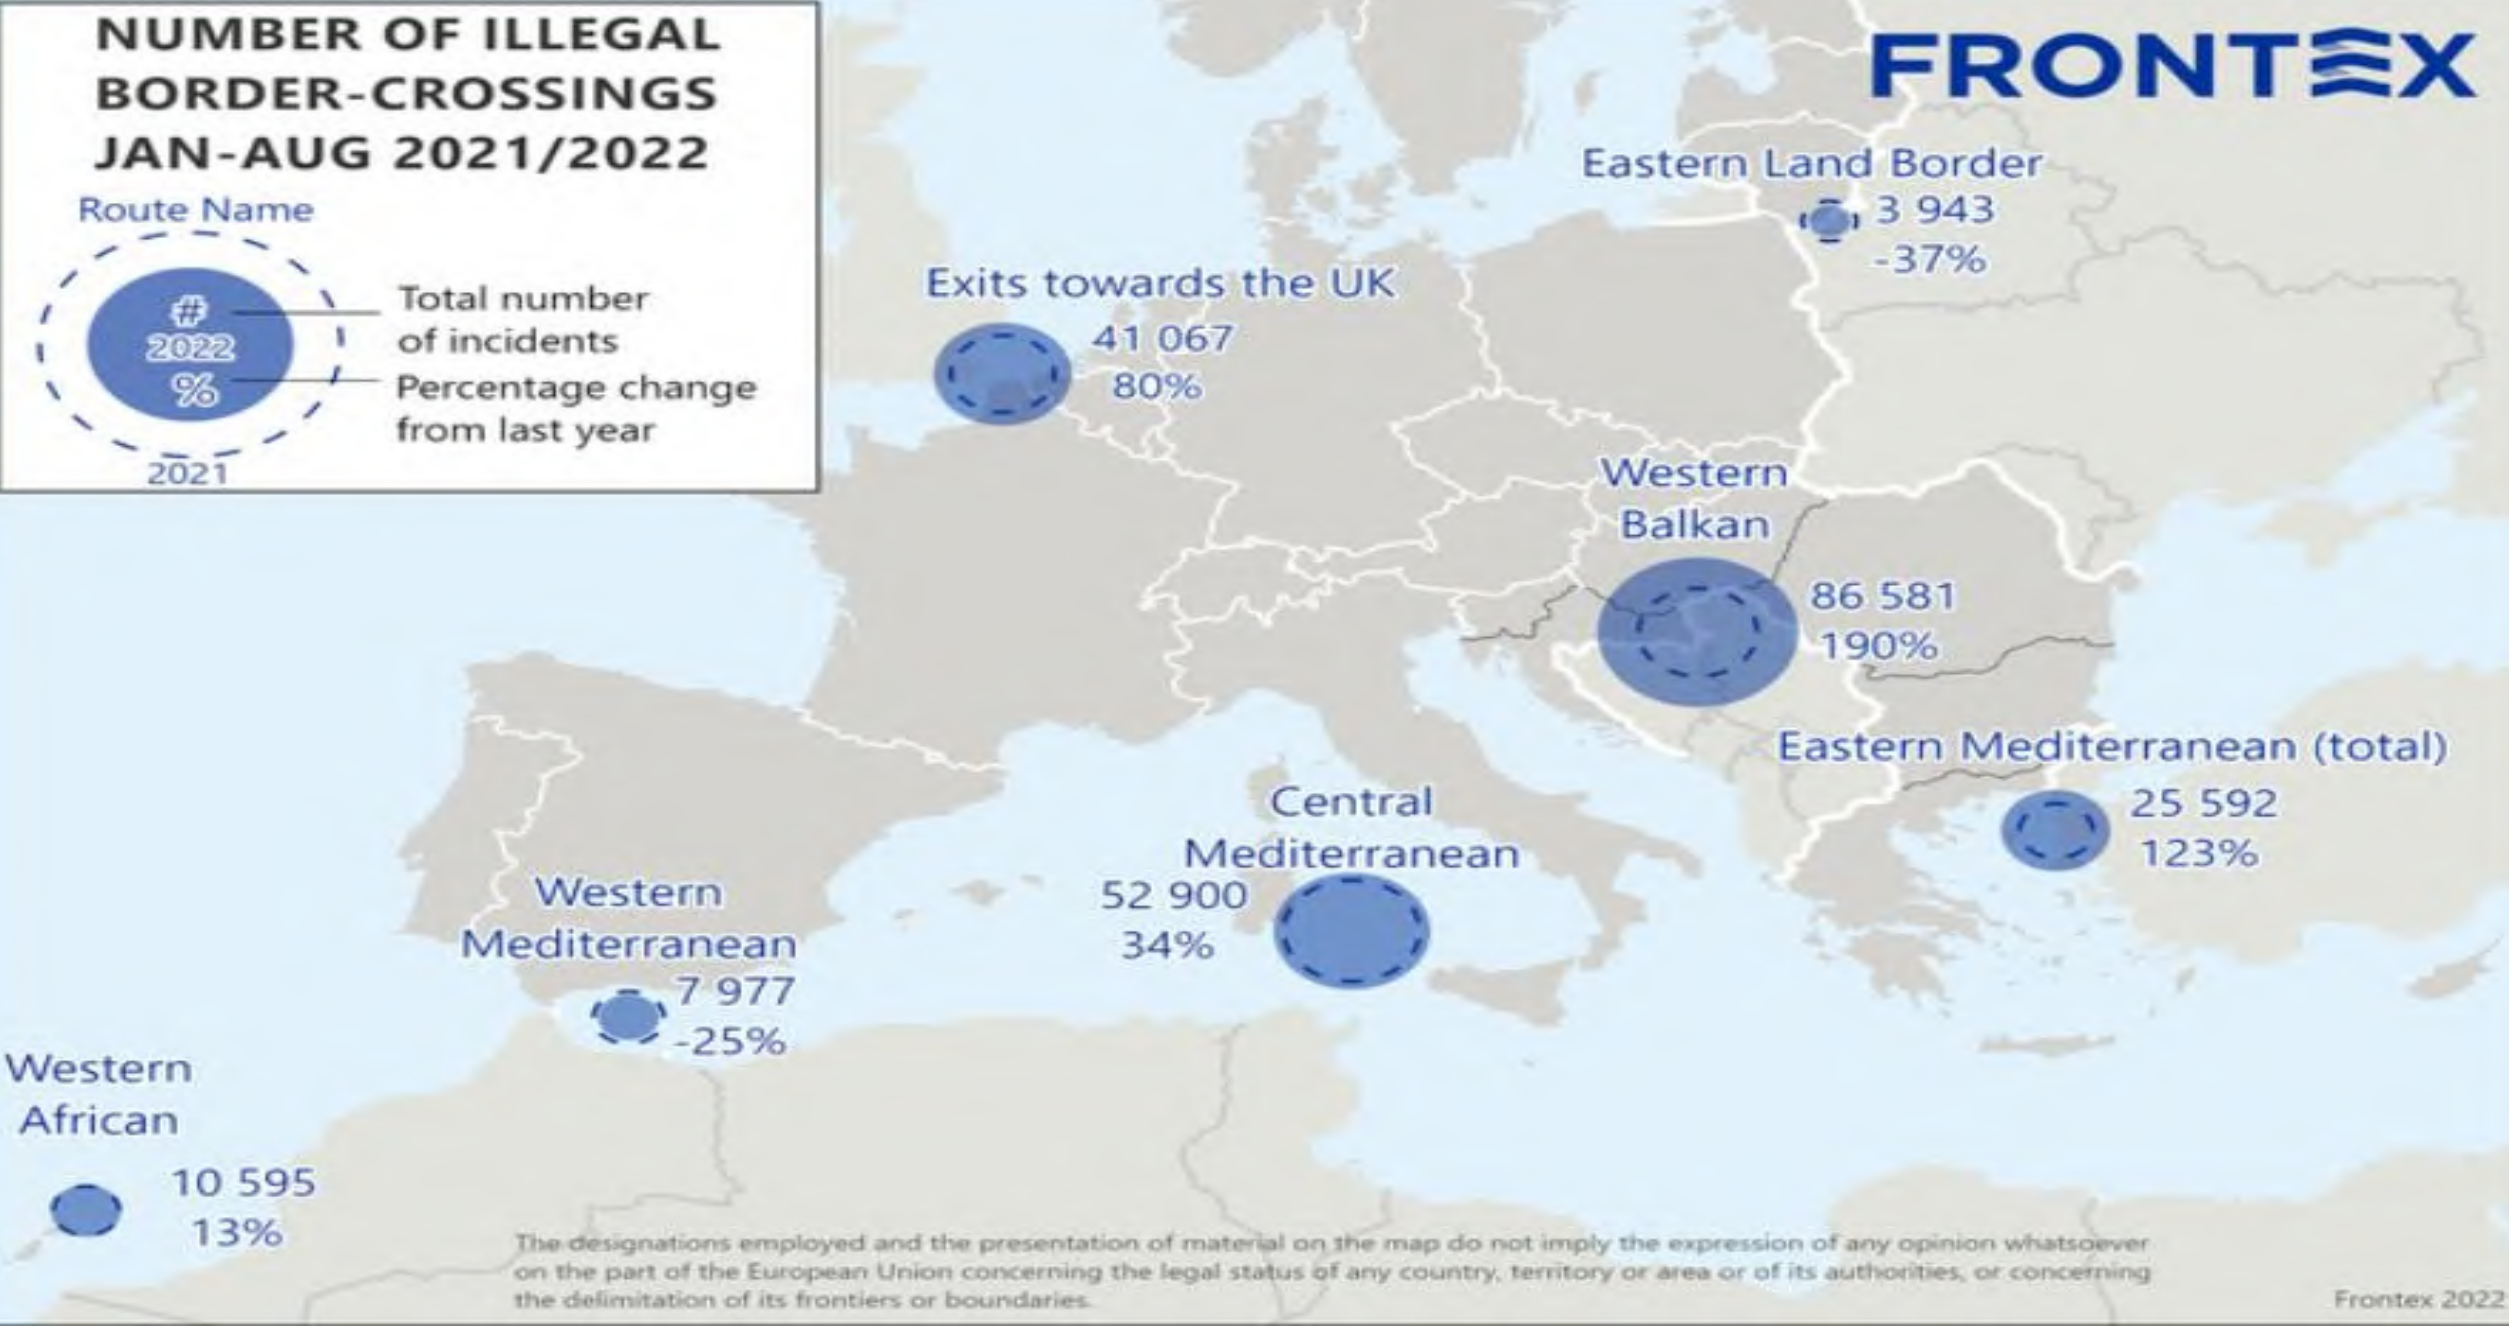 NUMBER OF ILLEGAL
BORDER-CROSSINGS
JAN-AUG 2021/2022
Route Name
#
2022
%
Total number
of incidents
Percentage change
from last year
2021
FRONTEX
Eastern Land Border
3 943
-37%
Exits towards the UK
41 067
80%
Western
Balkan
86 581
190%
Eastern Mediterranean (total)
25 592
123%
Central
Mediterranean
52 900
34%
Western
Mediterranean
7 977
-25%
Western
African
10 595
13%
The designations employed and the presentation of material on the map do not imply the expression of any opinion whatsoever
on the part of the European Union concerning the legal status of any country, territory or area or of its authorities, or concerning
the delimitation of its frontiers or boundaries.
Frontex 2022